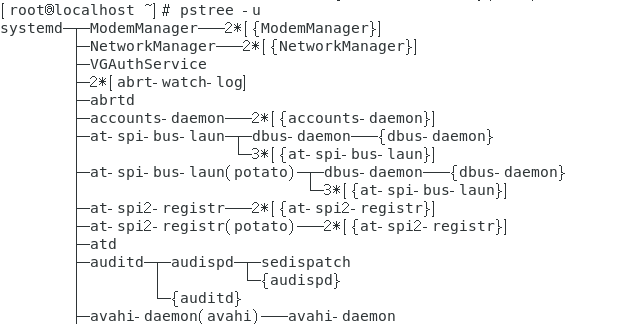 [root@localhost ~]# pstree -u
systemd─┬─ModemManager───2*[{ModemManager}]
        ├─NetworkManager───2*[{NetworkManager}]
        ├─VGAuthService
        ├─2*[abrt-watch-log]
        ├─abrtd
        ├─accounts-daemon───2*[{accounts-daemon}]
        ├─at-spi-bus-laun─┬─dbus-daemon───{dbus-daemon}
        │                 └─3*[{at-spi-bus-laun}]
        ├─at-spi-bus-laun(potato)─┬─dbus-daemon───{dbus-daemon}
        │                         └─3*[{at-spi-bus-laun}]
        ├─at-spi2-registr───2*[{at-spi2-registr}]
        ├─at-spi2-registr(potato)───2*[{at-spi2-registr}]
        ├─atd
        ├─auditd─┬─audispd─┬─sedispatch
        │        │         └─{audispd}
        │        └─{auditd}
        ├─avahi-daemon(avahi)───avahi-daemon